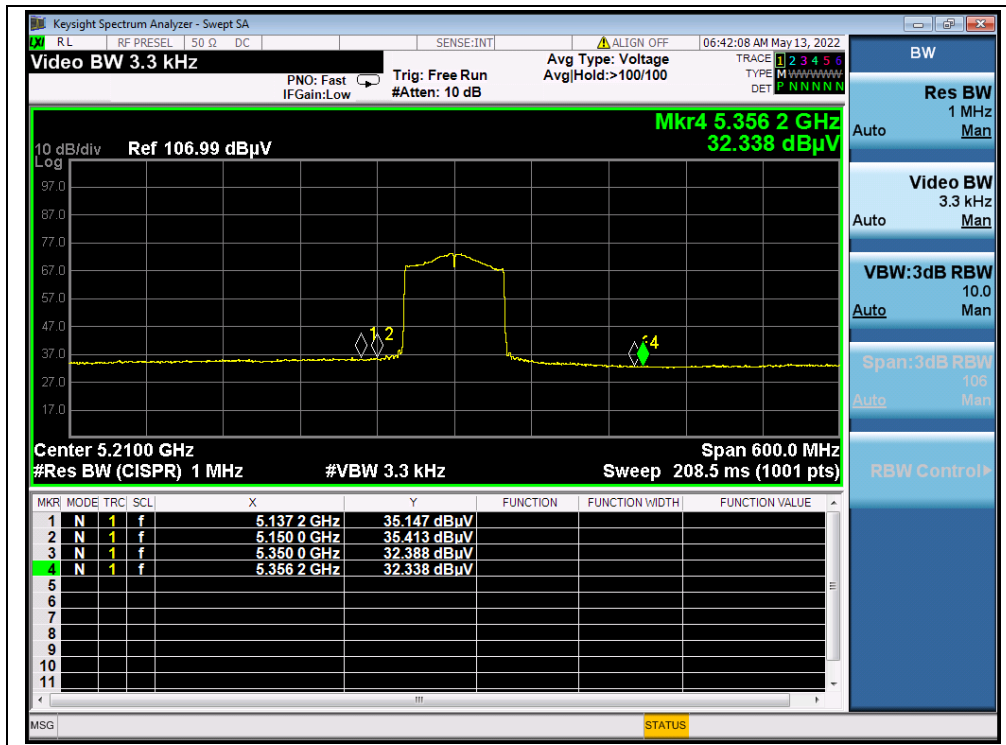 Keysight Spectrum Analyzer - Swept SA
LXI RL RF PRESEL 50 Ω DC SENSE:INT ALIGN OFF 06:42:08 AM May 13, 2022
Video BW 3.3 kHz
PNO: Fast
IFGain:Low
Trig: Free Run
#Atten: 10 dB
Avg Type: Voltage
Avg|Hold:>100/100
TRACE 1 2 3 4 5 6
TYPE M WWWWW
DET P N N N N N
Mkr4 5.356 2 GHz
32.338 dBµV
10 dB/div Ref 106.99 dBµV
Log
97.0
87.0
77.0
67.0
57.0
47.0
37.0
27.0
17.0
1 2
4
Center 5.2100 GHz Span 600.0 MHz
#Res BW (CISPR) 1 MHz #VBW 3.3 kHz Sweep 208.5 ms (1001 pts)
MKR MODE TRC SCL X Y FUNCTION FUNCTION WIDTH FUNCTION VALUE
1 N 1 f 5.137 2 GHz 35.147 dBµV
2 N 1 f 5.150 0 GHz 35.413 dBµV
3 N 1 f 5.350 0 GHz 32.388 dBµV
4 N 1 f 5.356 2 GHz 32.338 dBµV
5
6
7
8
9
10
11
MSG STATUS
BW
Res BW
1 MHz
Auto Man
Video BW
3.3 kHz
Auto Man
VBW:3dB RBW
10.0
Auto Man
Span:3dB RBW
106
Auto Man
RBW Control